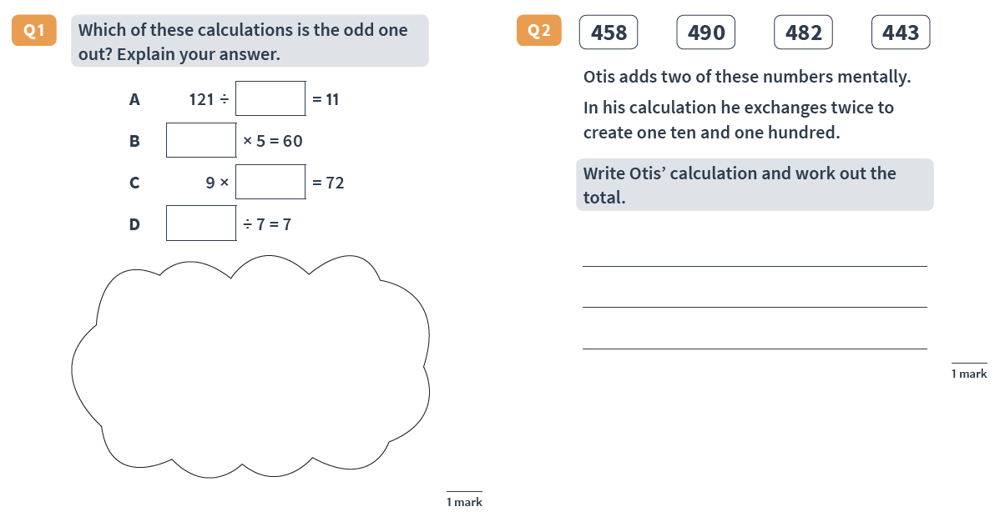 Q1
Which of these calculations is the odd one
out? Explain your answer.
A 121 ÷ = 11
B × 5 = 60
C 9 × = 72
D ÷ 7 = 7
1 mark
Q2
458 490 482 443
Otis adds two of these numbers mentally.
In his calculation he exchanges twice to
create one ten and one hundred.
Write Otis’ calculation and work out the
total.
1 mark